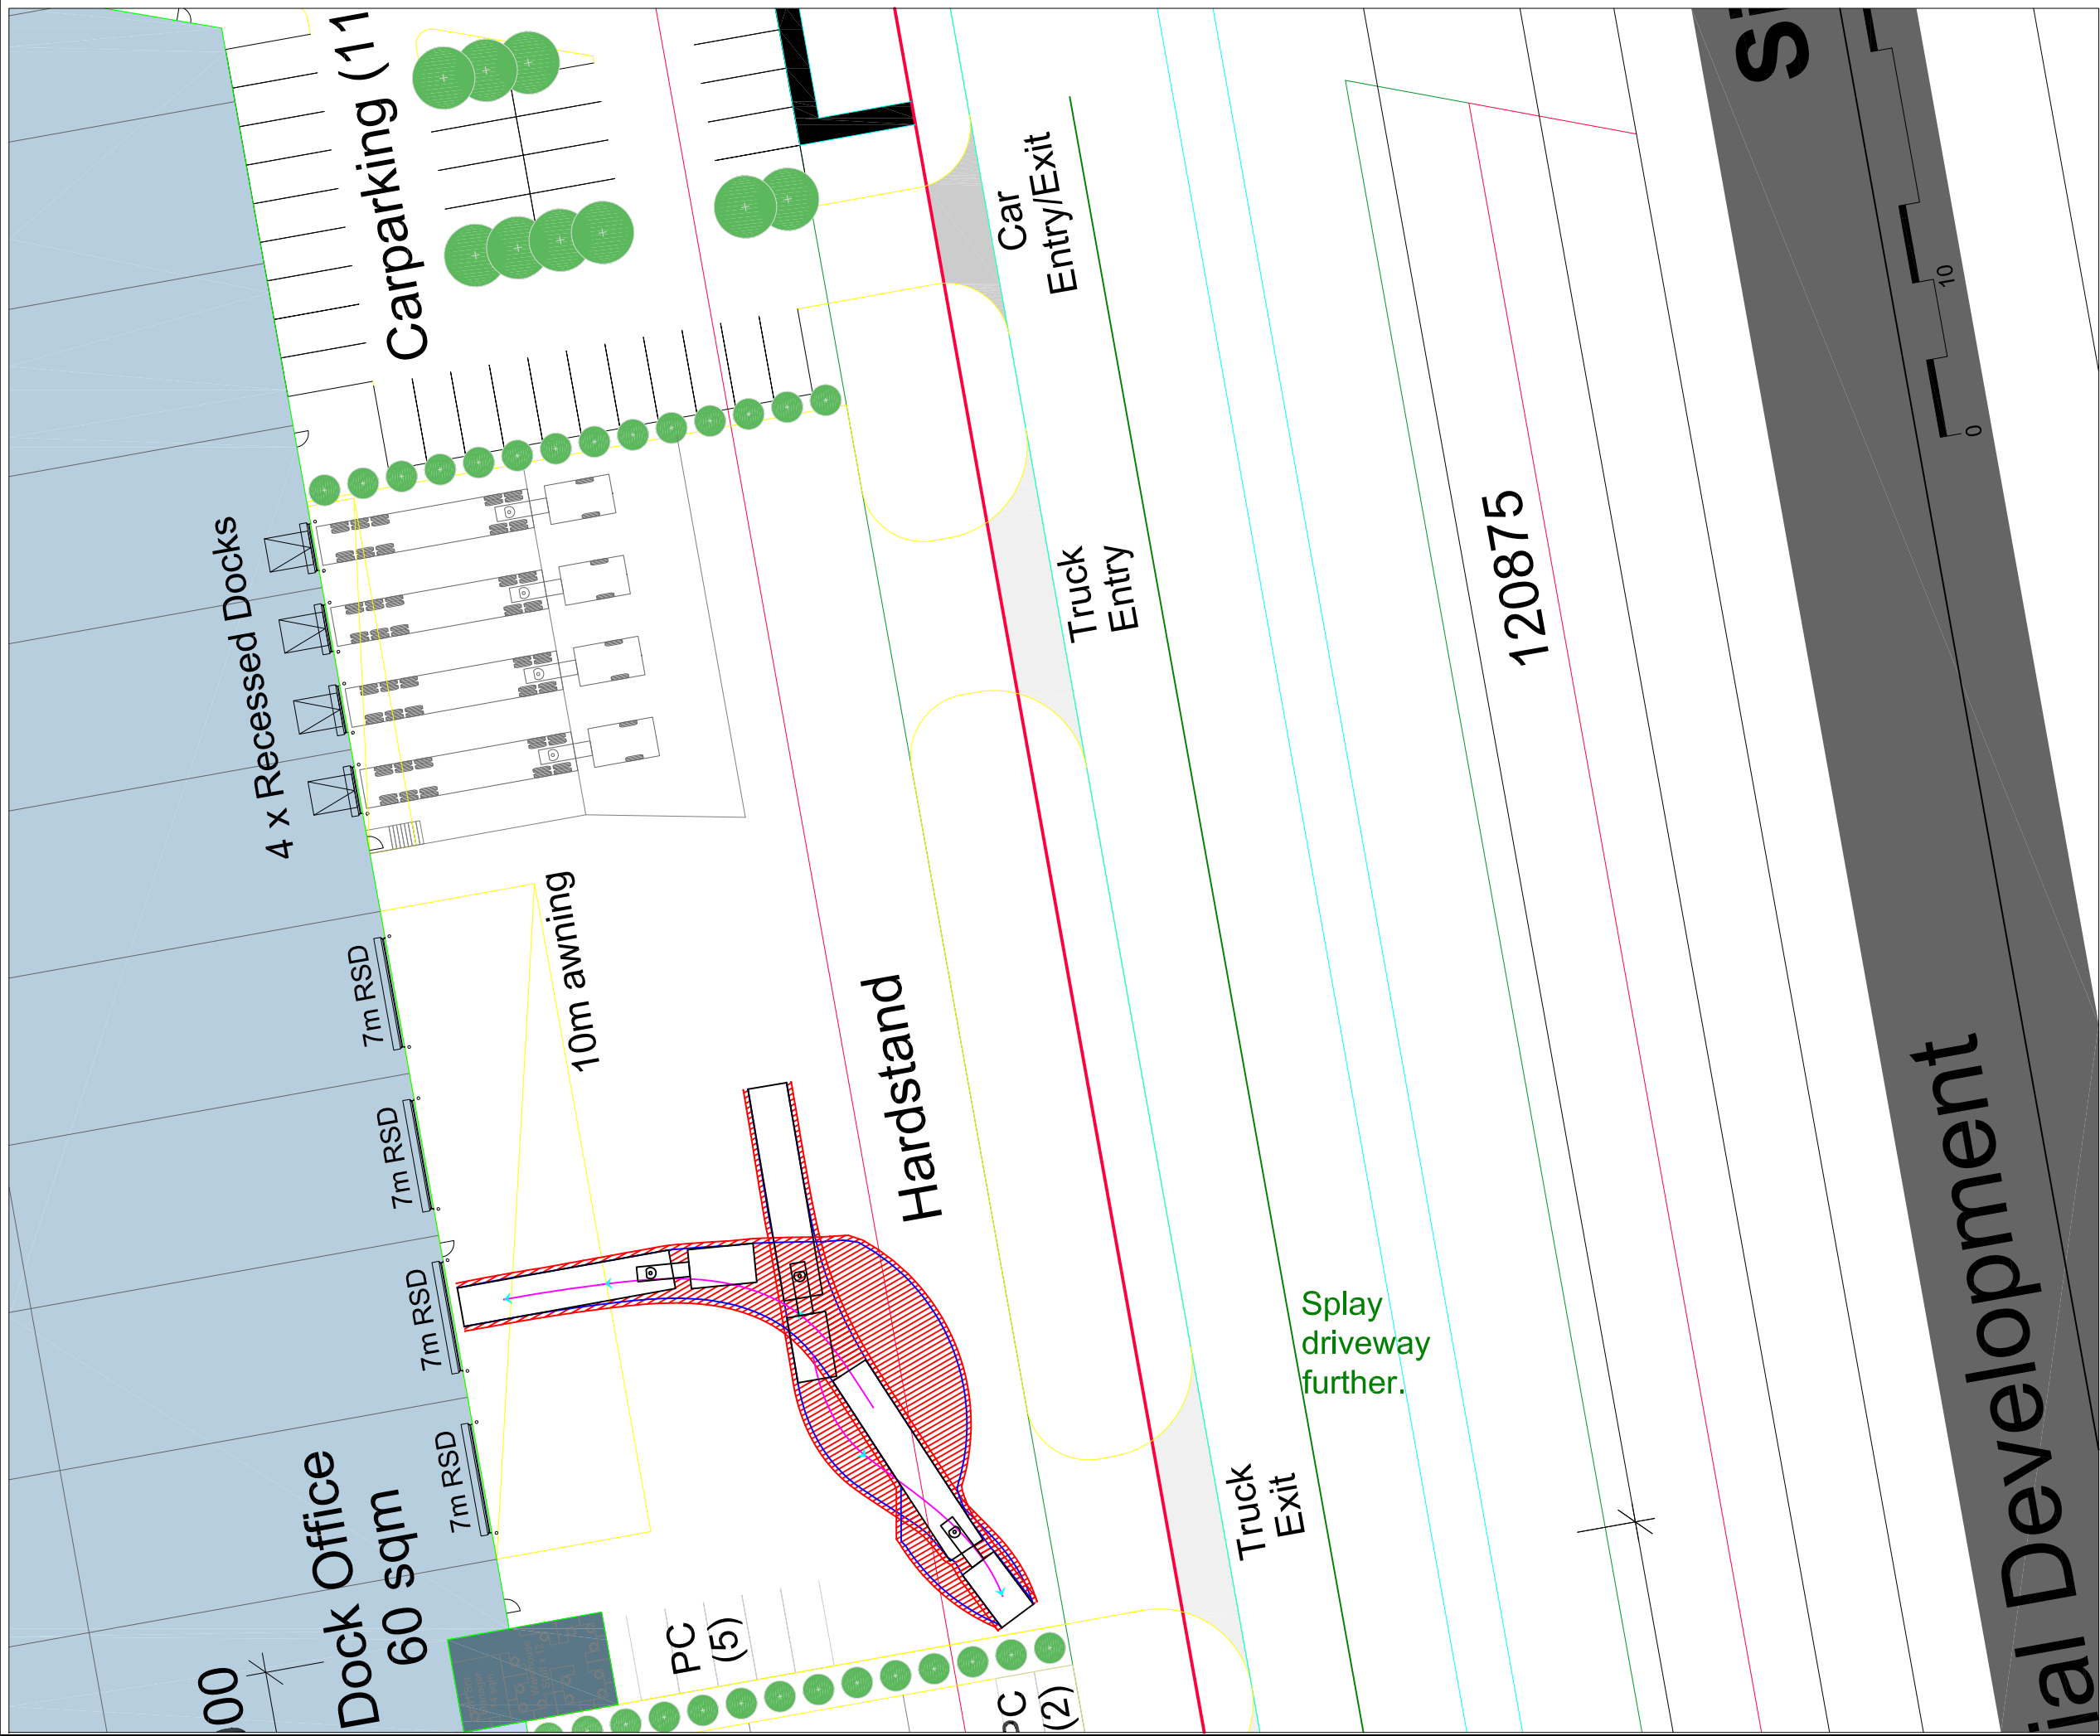 Carparking (11
Car
Entry/Exit
4 x Recessed Docks
Truck
Entry
120875
10
0
7m RSD
10m awning
7m RSD
Hardstand
7m RSD
7m RSD
Splay
driveway
further.
Truck
Exit
Dock Office
60 sqm
PC
(5)
PC
(2)
00
ial Development